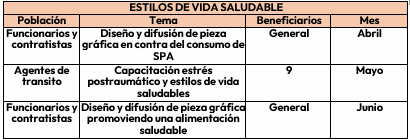 ESTILOS DE VIDA SALUDABLE
Población Tema Beneficiarios Mes
Funcionarios y contratistas Diseño y difusión de pieza gráfica en contra del consumo de SPA General Abril
Agentes de transito Capacitación estrés postraumático y estilos de vida saludables 9 Mayo
Funcionarios y contratistas Diseño y difusión de pieza gráfica promoviendo una alimentación saludable General Junio